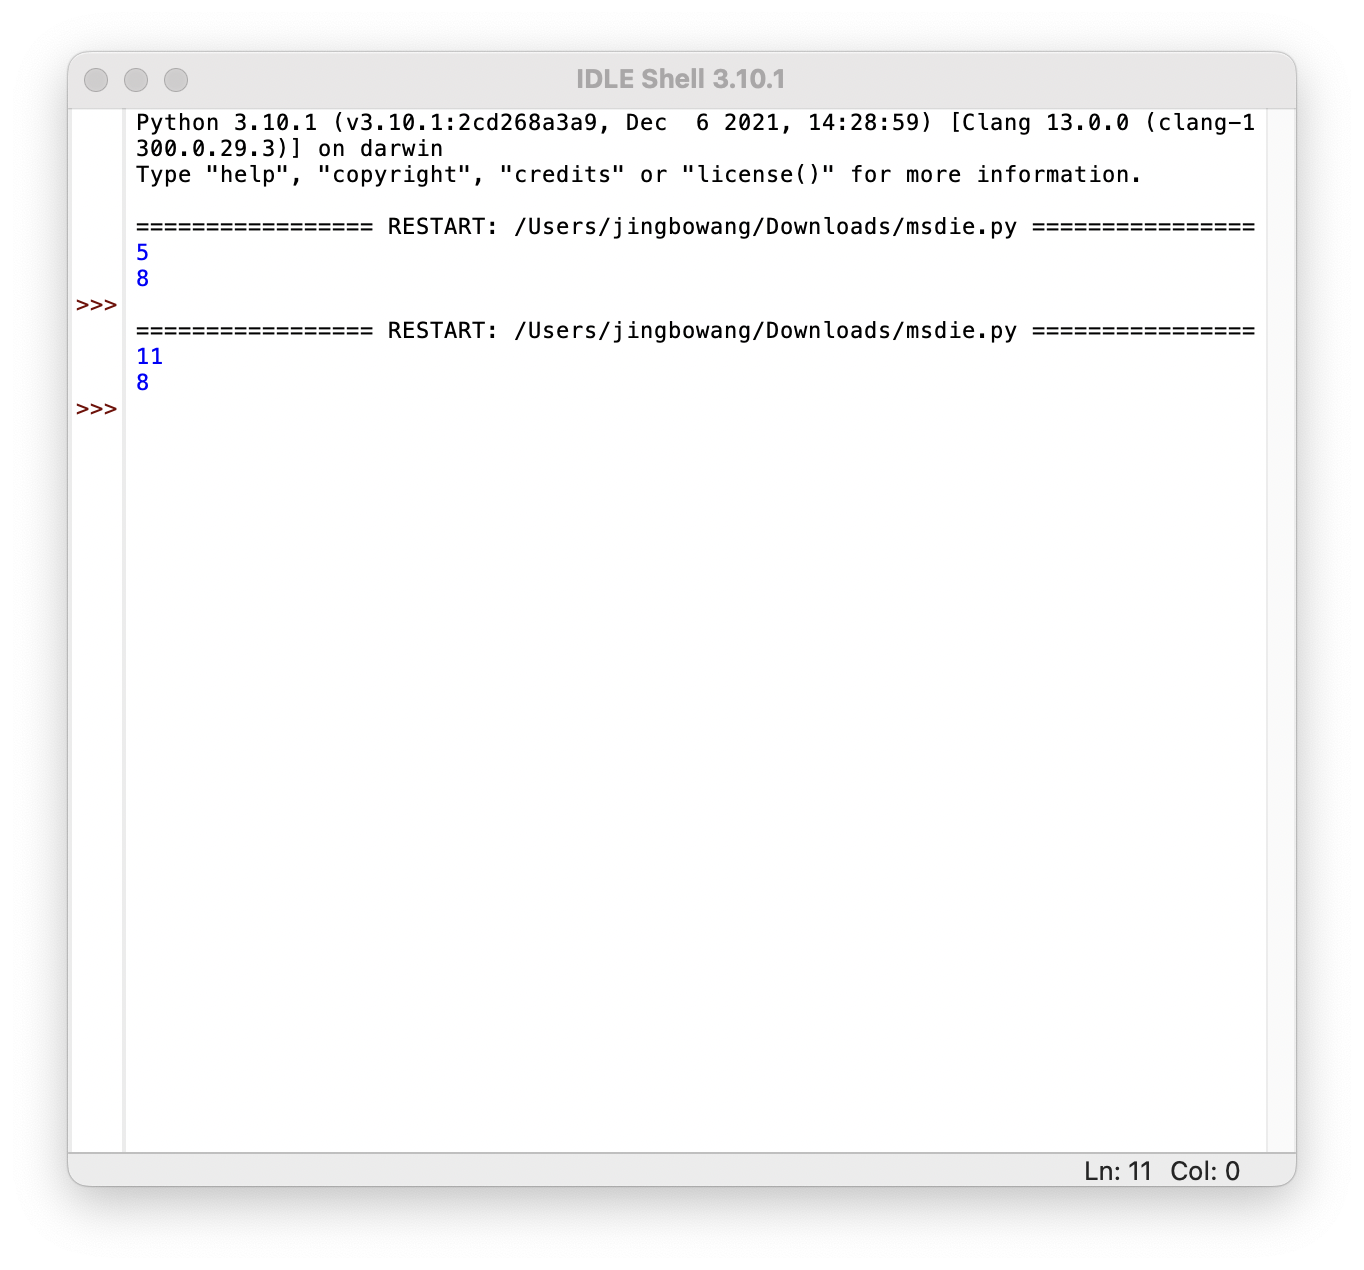 IDLE Shell 3.10.1
Python 3.10.1 (v3.10.1:2cd268a3a9, Dec  6 2021, 14:28:59) [Clang 13.0.0 (clang-1
300.0.29.3)] on darwin
Type "help", "copyright", "credits" or "license()" for more information.
================= RESTART: /Users/jingbowang/Downloads/msdie.py ================
5
8
>>>
================= RESTART: /Users/jingbowang/Downloads/msdie.py ================
11
8
>>>
Ln: 11  Col: 0